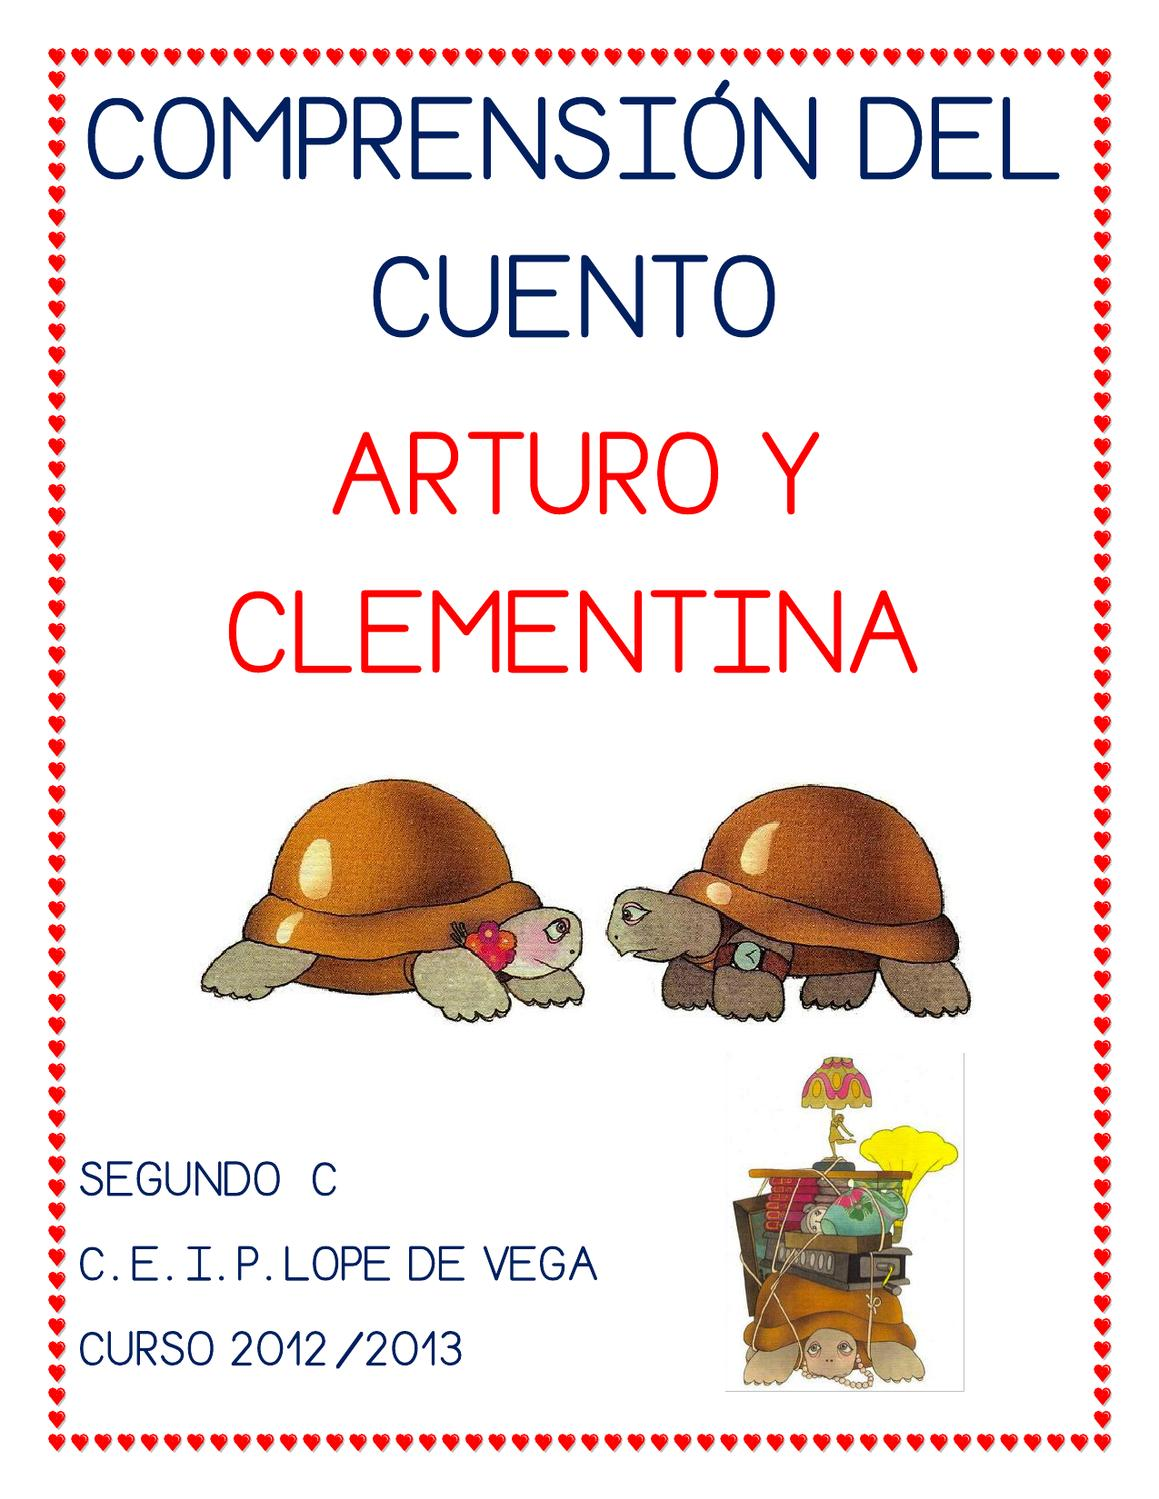 COMPRENSIÓN DEL
CUENTO
ARTURO Y
CLEMENTINA
SEGUNDO C
C.E.I.P.LOPE DE VEGA
CURSO 2012/2013